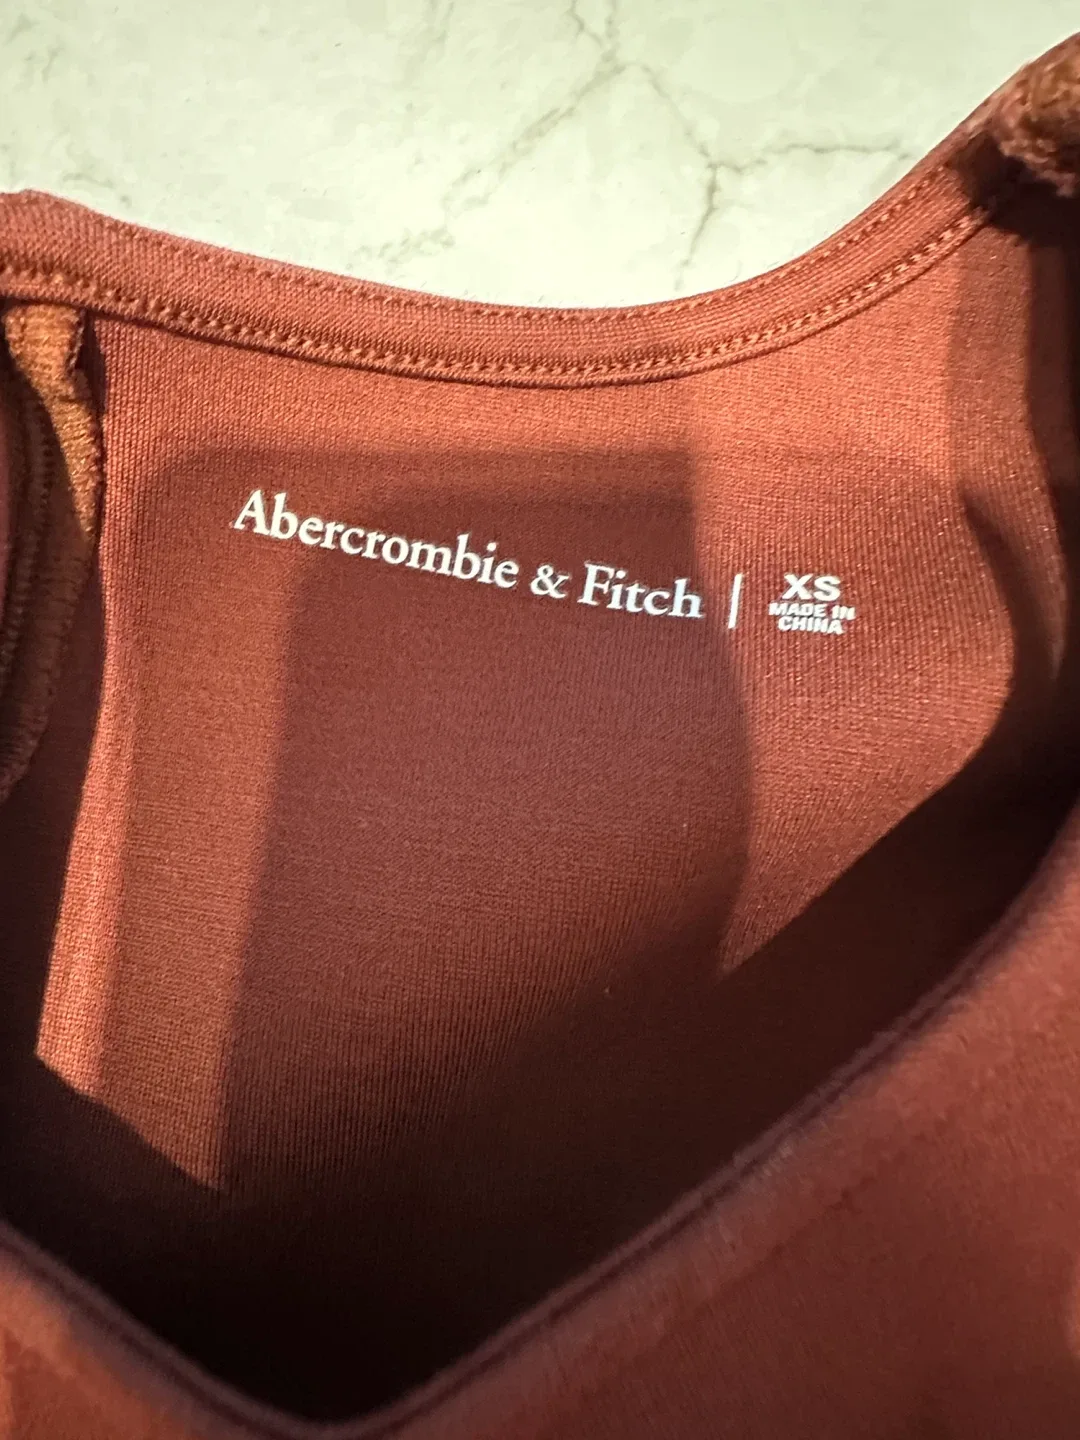 Abercrombie & Fitch | XS
MADE IN
CHINA